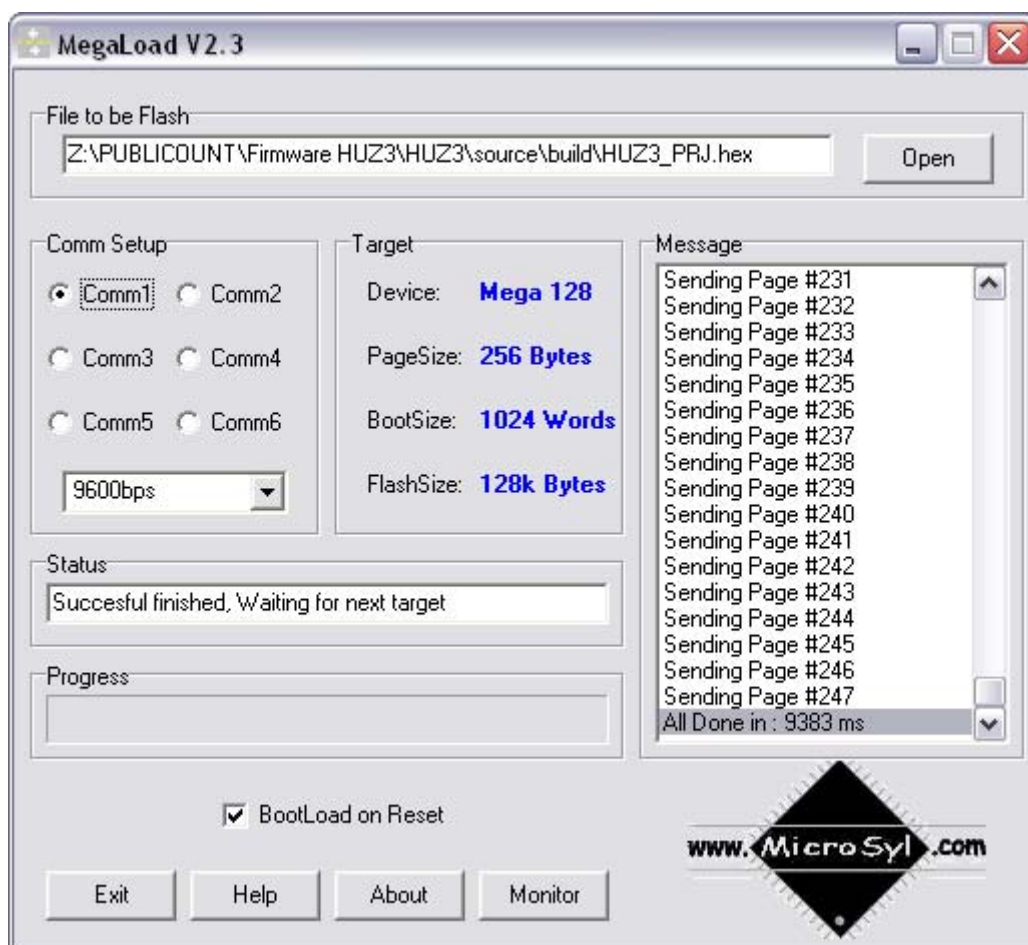 MegaLoad V2.3
File to be Flash
Z:\PUBLICOUNT\Firmware HUZ3\HUZ3\source\build\HUZ3_PRJ.hex
Open
Comm Setup
Comm1 Comm2
Comm3 Comm4
Comm5 Comm6
9600bps
Target
Device: Mega 128
PageSize: 256 Bytes
BootSize: 1024 Words
FlashSize: 128k Bytes
Message
Sending Page #231
Sending Page #232
Sending Page #233
Sending Page #234
Sending Page #235
Sending Page #236
Sending Page #237
Sending Page #238
Sending Page #239
Sending Page #240
Sending Page #241
Sending Page #242
Sending Page #243
Sending Page #244
Sending Page #245
Sending Page #246
Sending Page #247
All Done in : 9383 ms
Status
Succesful finished, Waiting for next target
Progress
BootLoad on Reset
www.MicroSyl.com
Exit Help About Monitor